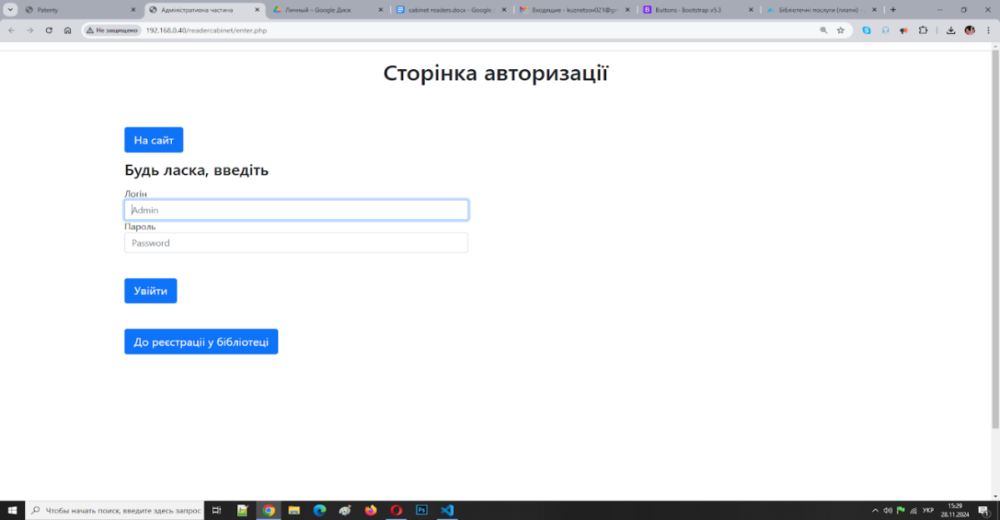 Patenty
Адміністративна частина
Личный – Google Диск
cabinet readers.docx - Google
Входящие - kuznetsov021@gm
Buttons · Bootstrap v5.3
Бібліотечні послуги (платні) -
Не защищено
192.168.0.40/readercabinet/enter.php
Сторінка авторизації
На сайт
Будь ласка, введіть
Логін
Admin
Пароль
Password
Увійти
До реєстрації у бібліотеці
Чтобы начать поиск, введите здесь запрос
Ps
УКР
15:29
28.11.2024